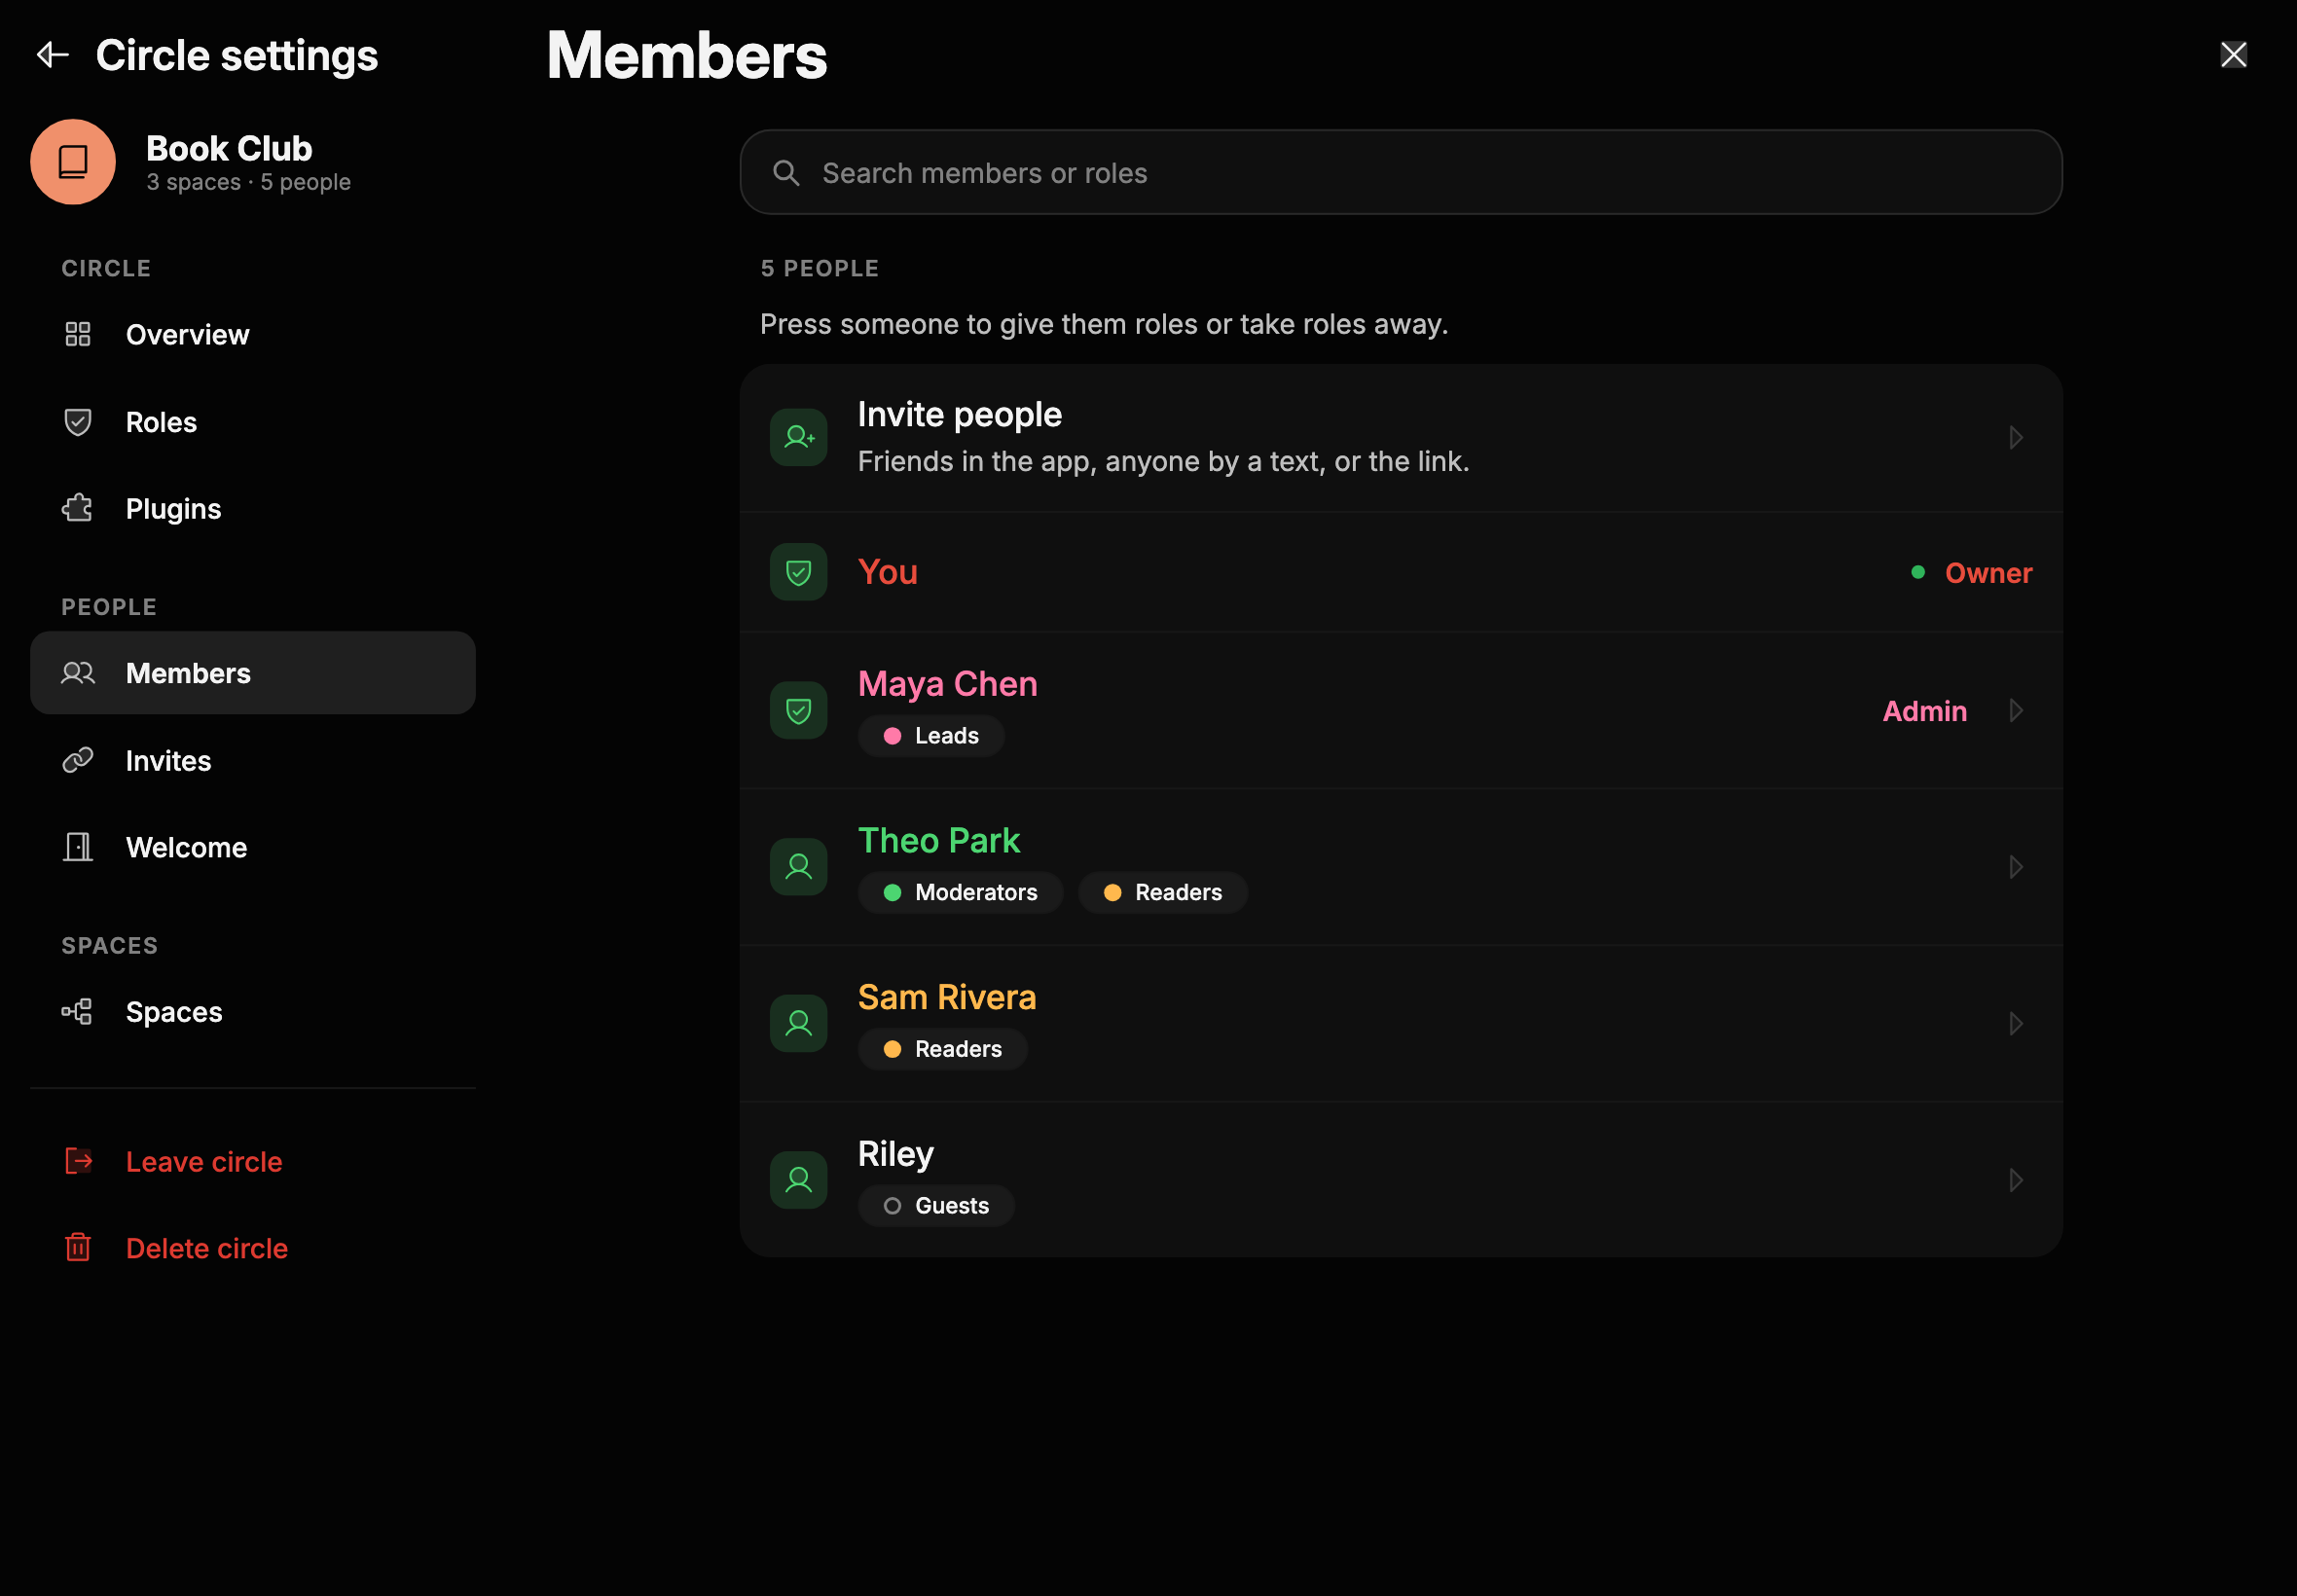 Circle settings
Book Club
3 spaces · 5 people
CIRCLE
Overview
Roles
Plugins
PEOPLE
Members
Invites
Welcome
SPACES
Spaces
Leave circle
Delete circle
Members
Search members or roles
5 PEOPLE
Press someone to give them roles or take roles away.
Invite people
Friends in the app, anyone by a text, or the link.
You
Owner
Maya Chen
Leads
Admin
Theo Park
Moderators
Readers
Sam Rivera
Readers
Riley
Guests